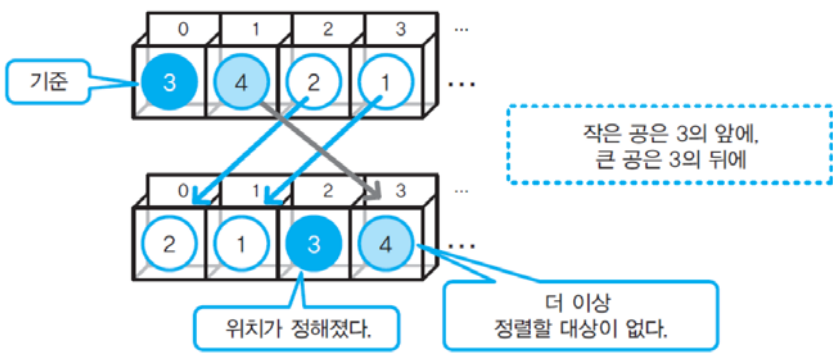 0 1 2 3 ...
기준
3 4 2 1 ...
작은 공은 3의 앞에,
큰 공은 3의 뒤에
0 1 2 3 ...
2 1 3 4 ...
위치가 정해졌다.
더 이상
정렬할 대상이 없다.